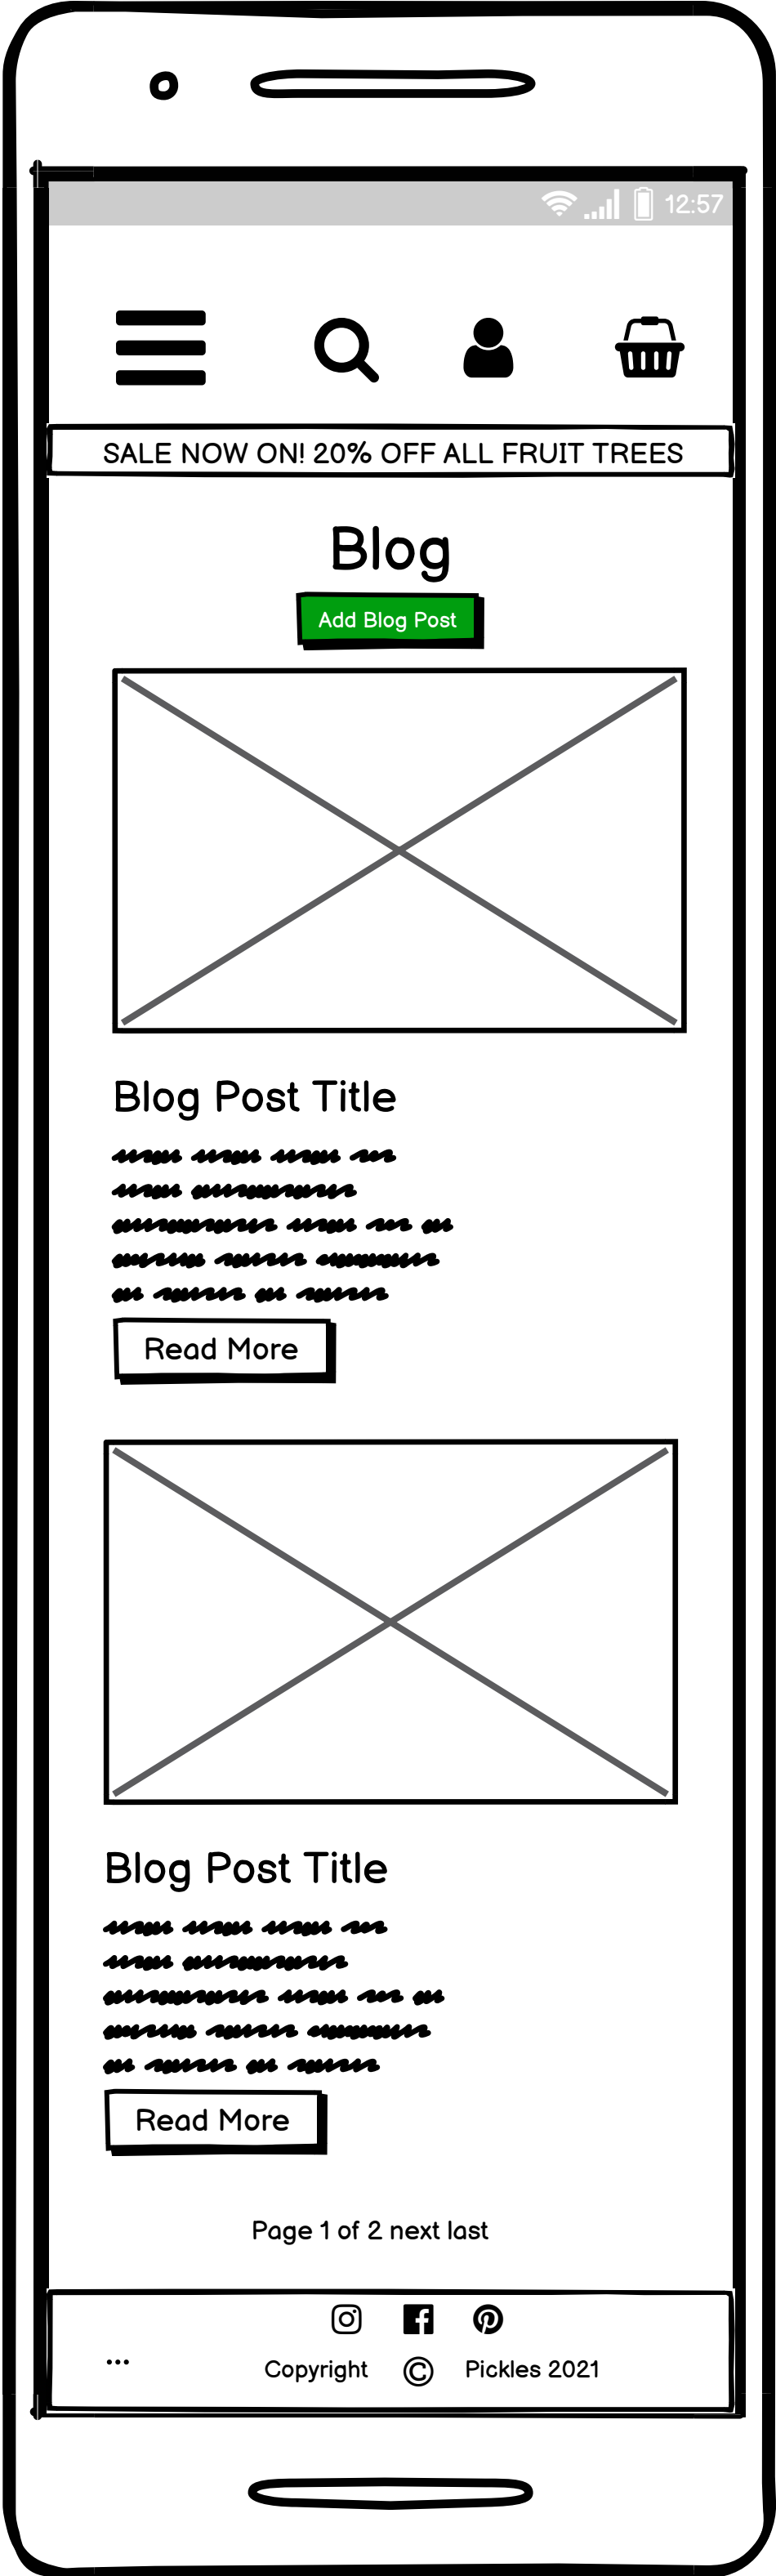 12:57
SALE NOW ON! 20% OFF ALL FRUIT TREES
Blog
Add Blog Post
Blog Post Title
Read More
Blog Post Title
Read More
Page 1 of 2 next last
...
Copyright © Pickles 2021